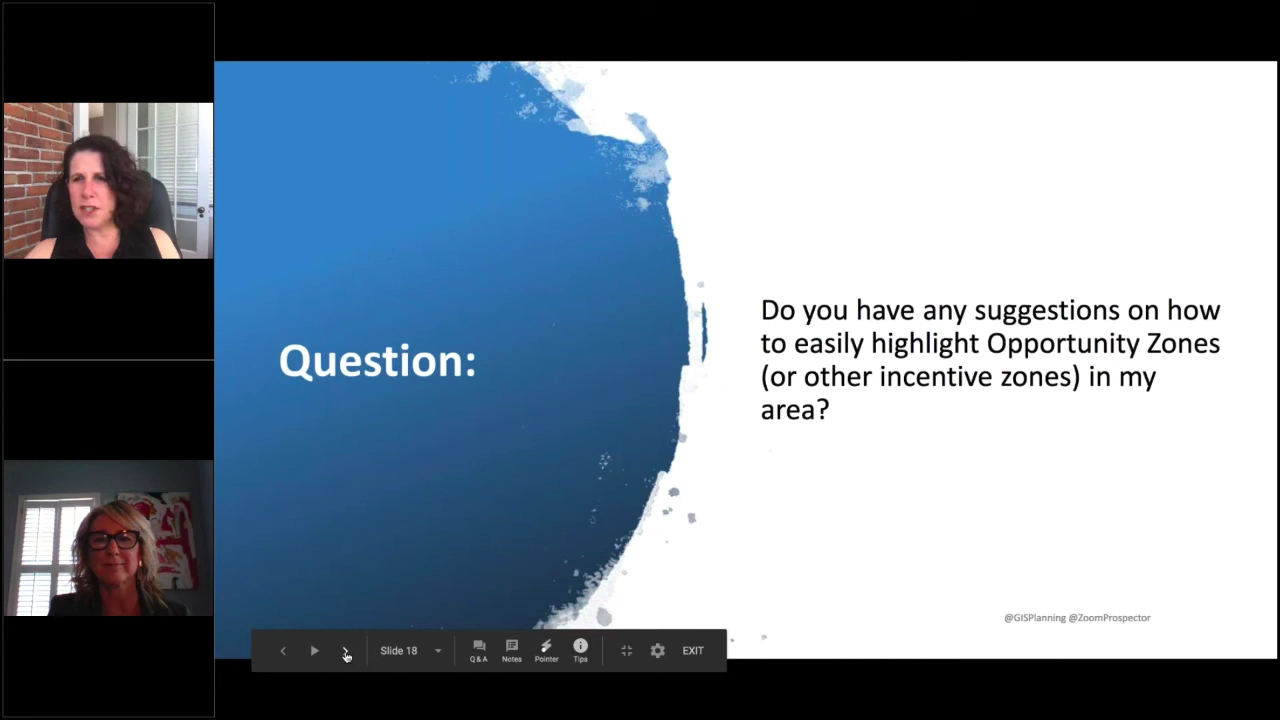 Question:
Do you have any suggestions on how
to easily highlight Opportunity Zones
(or other incentive zones) in my
area?
@GISPlanning @ZoomProspector
Slide 18
Q & A
Notes
Pointer
Tips
EXIT